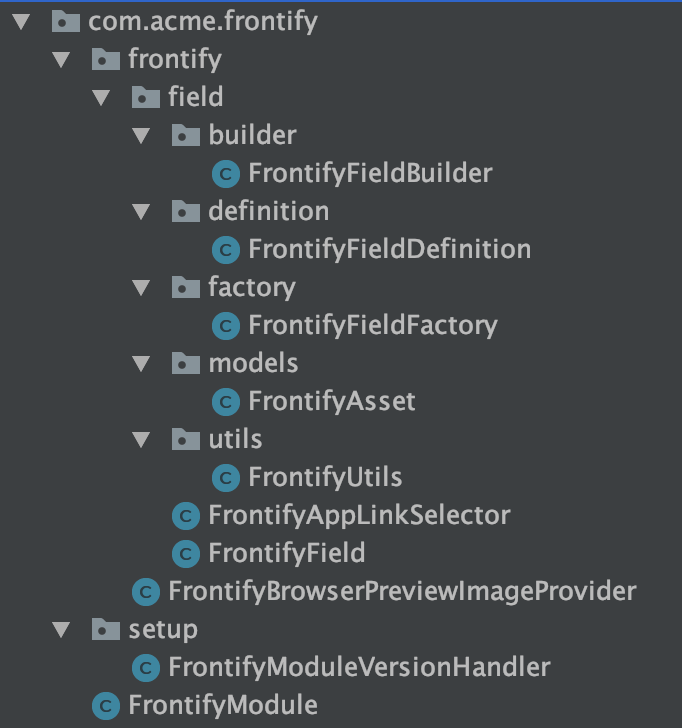 com.acme.frontify
frontify
field
builder
C FrontifyFieldBuilder
definition
C FrontifyFieldDefinition
factory
C FrontifyFieldFactory
models
C FrontifyAsset
utils
C FrontifyUtils
C FrontifyAppLinkSelector
C FrontifyField
C FrontifyBrowserPreviewImageProvider
setup
C FrontifyModuleVersionHandler
C FrontifyModule